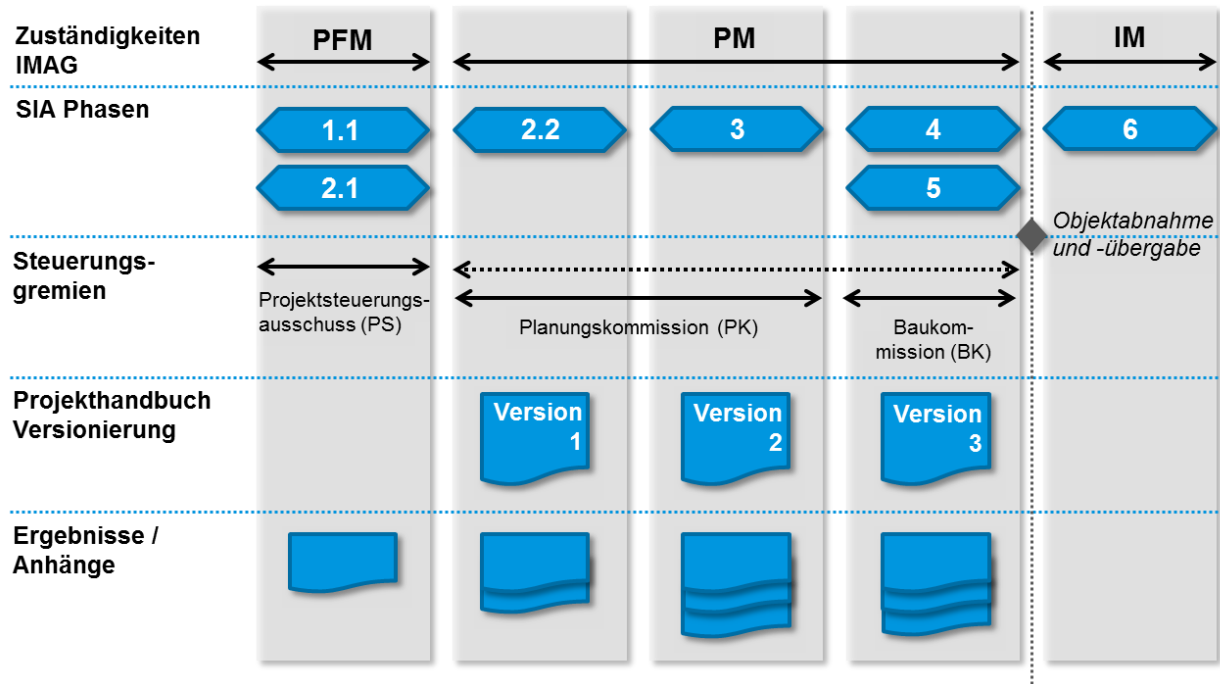 Zuständigkeiten
IMAG
PFM
PM
IM
SIA Phasen
1.1
2.2
3
4
6
2.1
5
Objektabnahme
und -übergabe
Steuerungs-
gremien
Projektsteuerungs-
ausschuss (PS)
Planungskommission (PK)
Baukom-
mission (BK)
Projekthandbuch
Versionierung
Version
1
Version
2
Version
3
Ergebnisse /
Anhänge